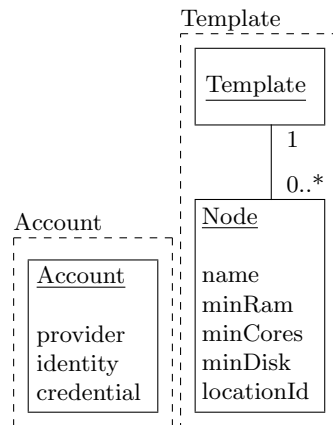 Template
Template
1
0..*
Node
name
minRam
minCores
minDisk
locationId
Account
Account
provider
identity
credential